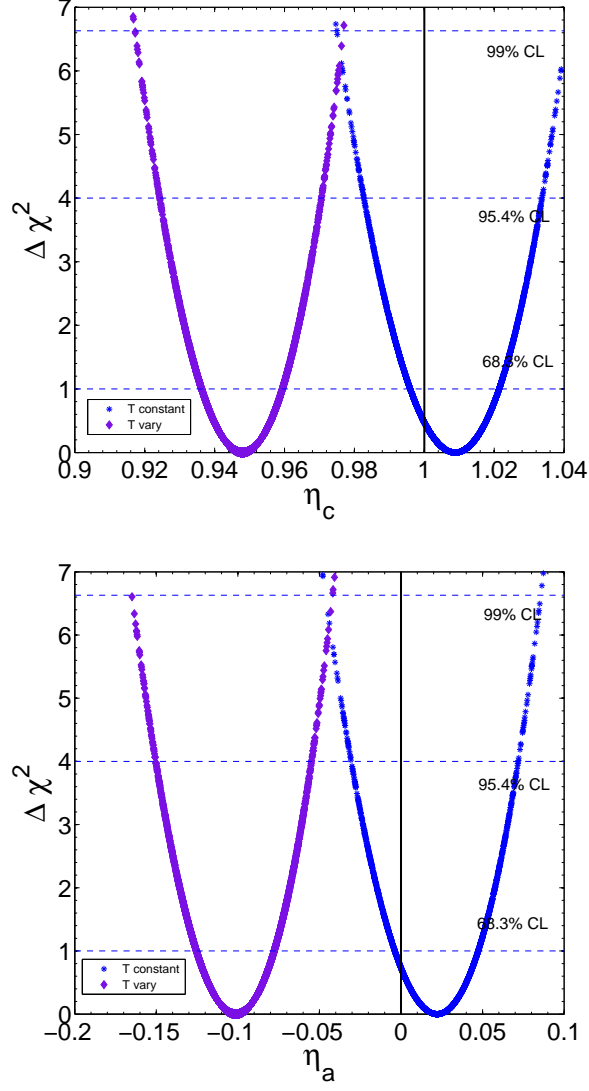 7
99% CL
6
5
4
95.4% CL
Δ χ²
3
2
68.3% CL
1
T constant
T vary
0
0.9 0.92 0.94 0.96 0.98 1 1.02 1.04
η_c
7
99% CL
6
5
4
95.4% CL
Δ χ²
3
2
68.3% CL
1
T constant
T vary
0
−0.2 −0.15 −0.1 −0.05 0 0.05 0.1
η_a